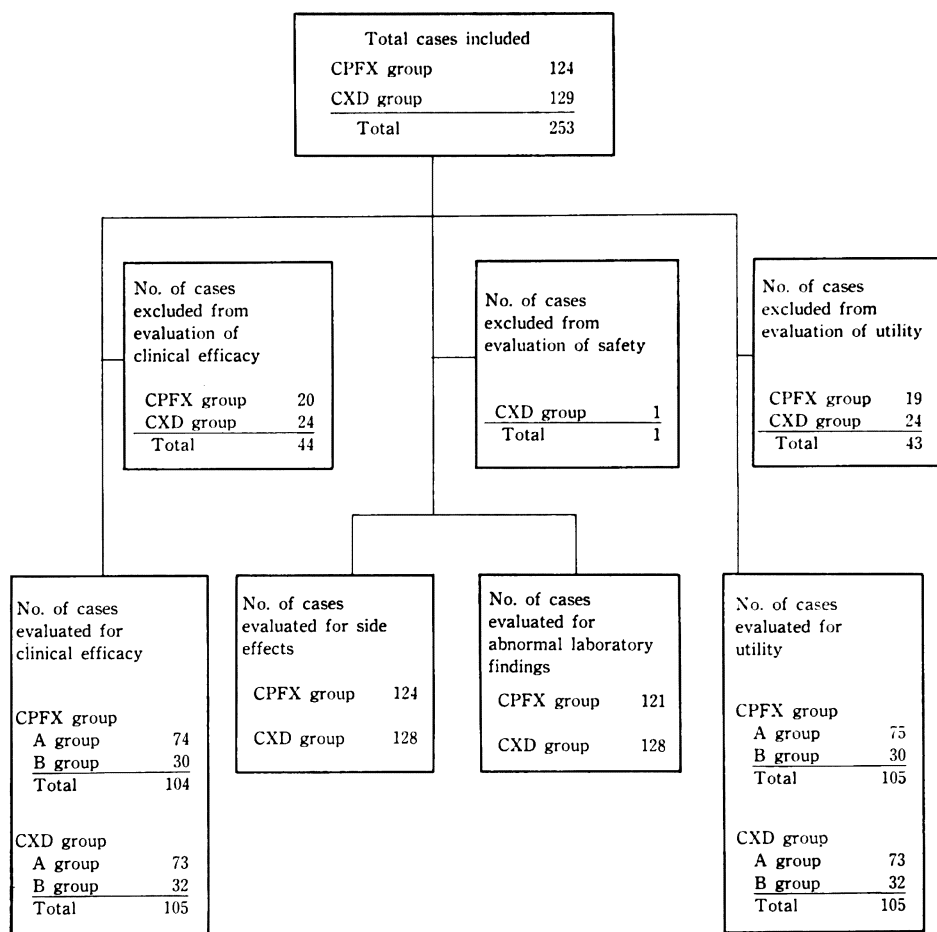 Total cases included
CPFX group 124
CXD group 129
Total 253
No. of cases
excluded from
evaluation of
clinical efficacy
CPFX group 20
CXD group 24
Total 44
No. of cases
excluded from
evaluation of safety
CXD group 1
Total 1
No. of cases
excluded from
evaluation of utility
CPFX group 19
CXD group 24
Total 43
No. of cases
evaluated for
clinical efficacy
CPFX group
A group 74
B group 30
Total 104
CXD group
A group 73
B group 32
Total 105
No. of cases
evaluated for side
effects
CPFX group 124
CXD group 128
No. of cases
evaluated for
abnormal laboratory
findings
CPFX group 121
CXD group 128
No. of cases
evaluated for
utility
CPFX group
A group 75
B group 30
Total 105
CXD group
A group 73
B group 32
Total 105